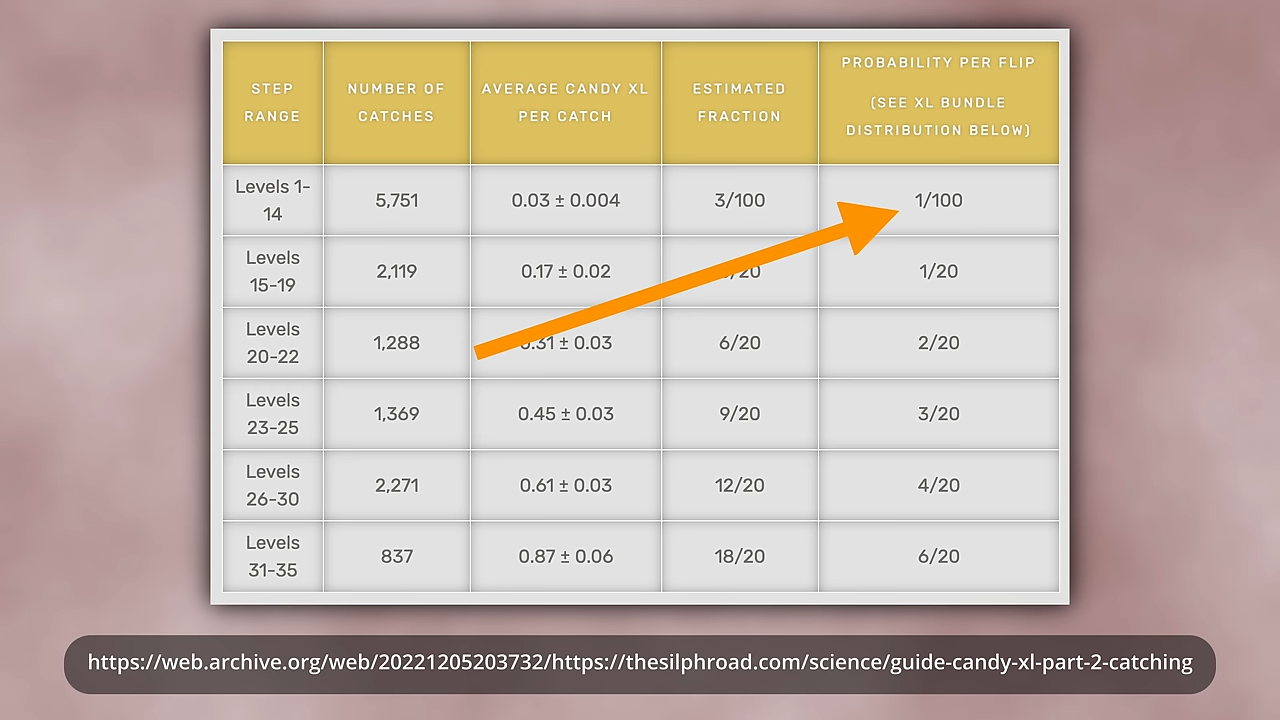 STEP RANGE | NUMBER OF CATCHES | AVERAGE CANDY XL PER CATCH | ESTIMATED FRACTION | PROBABILITY PER FLIP (SEE XL BUNDLE DISTRIBUTION BELOW)
Levels 1-14 | 5,751 | 0.03 ± 0.004 | 3/100 | 1/100
Levels 15-19 | 2,119 | 0.17 ± 0.02 | /20 | 1/20
Levels 20-22 | 1,288 | 0.31 ± 0.03 | 6/20 | 2/20
Levels 23-25 | 1,369 | 0.45 ± 0.03 | 9/20 | 3/20
Levels 26-30 | 2,271 | 0.61 ± 0.03 | 12/20 | 4/20
Levels 31-35 | 837 | 0.87 ± 0.06 | 18/20 | 6/20
https://web.archive.org/web/20221205203732/https://thesilphroad.com/science/guide-candy-xl-part-2-catching